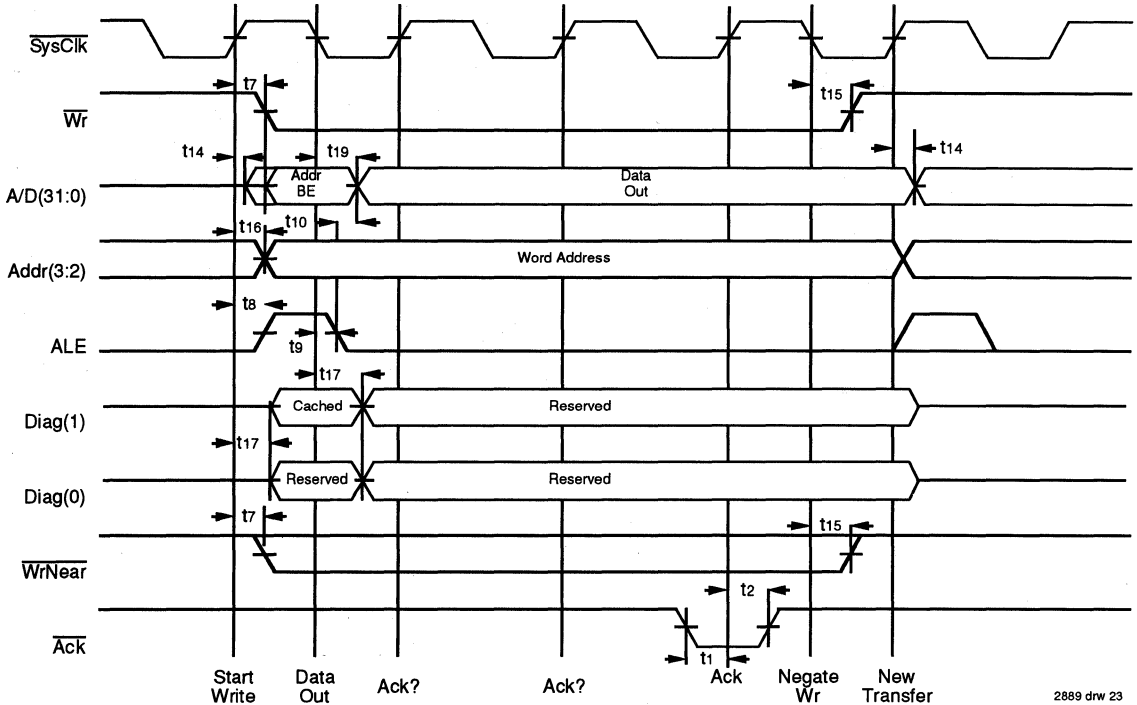 SysClk
t7
t15
Wr
t14
t19
t14
Addr
BE
Data
Out
A/D(31:0)
t16
t10
Addr(3:2)
Word Address
t8
ALE
t9
t17
Diag(1)
Cached
Reserved
t17
Diag(0)
Reserved
Reserved
t7
t15
WrNear
t2
Ack
t1
Start
Write
Data
Out
Ack?
Ack?
Ack
Negate
Wr
New
Transfer
2889 drw 23